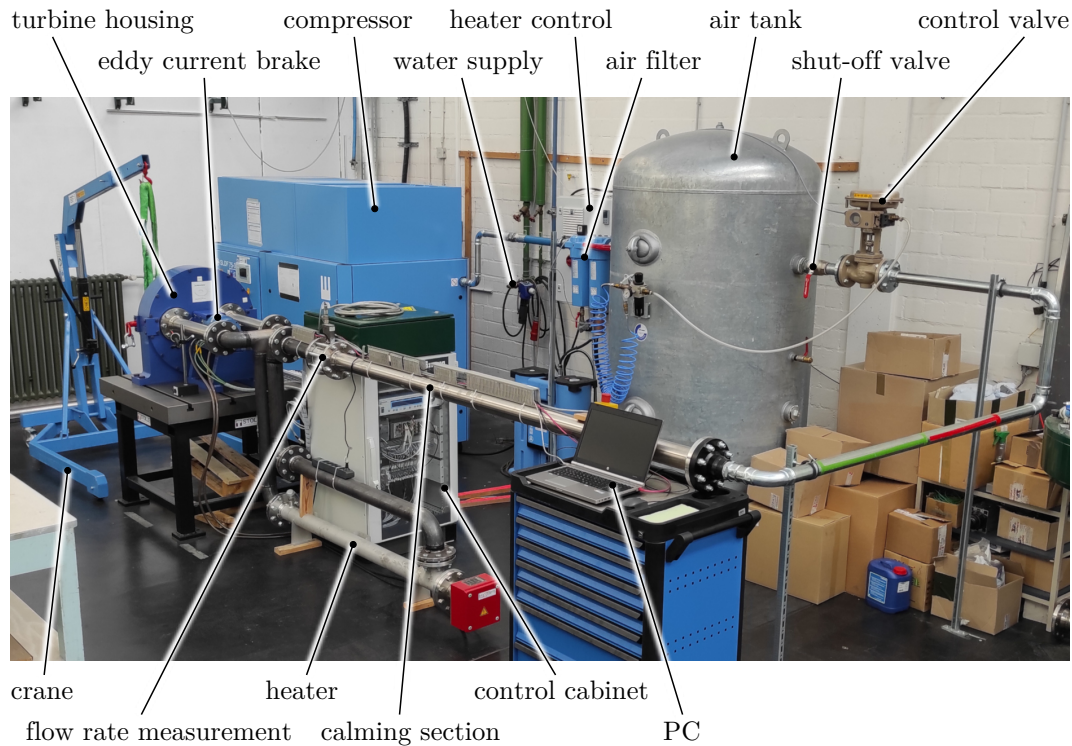 turbine housing compressor heater control air tank control valve
eddy current brake water supply air filter shut-off valve
crane heater control cabinet
flow rate measurement calming section PC